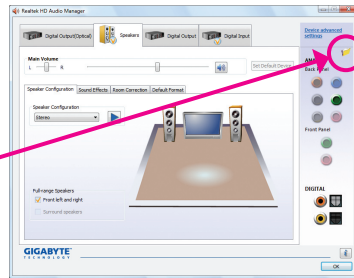 Realtek HD Audio Manager
Digital Output(Optical)
Speakers
Digital Output
Digital Input
Device advanced
settings
Main Volume
L
R
Set Default Device
Back Panel
Speaker Configuration
Sound Effects
Room Correction
Default Format
Speaker Configuration
Stereo
Front Panel
Full-range Speakers
Front left and right
Surround speakers
DIGITAL
GIGABYTE
TECHNOLOGY
OK